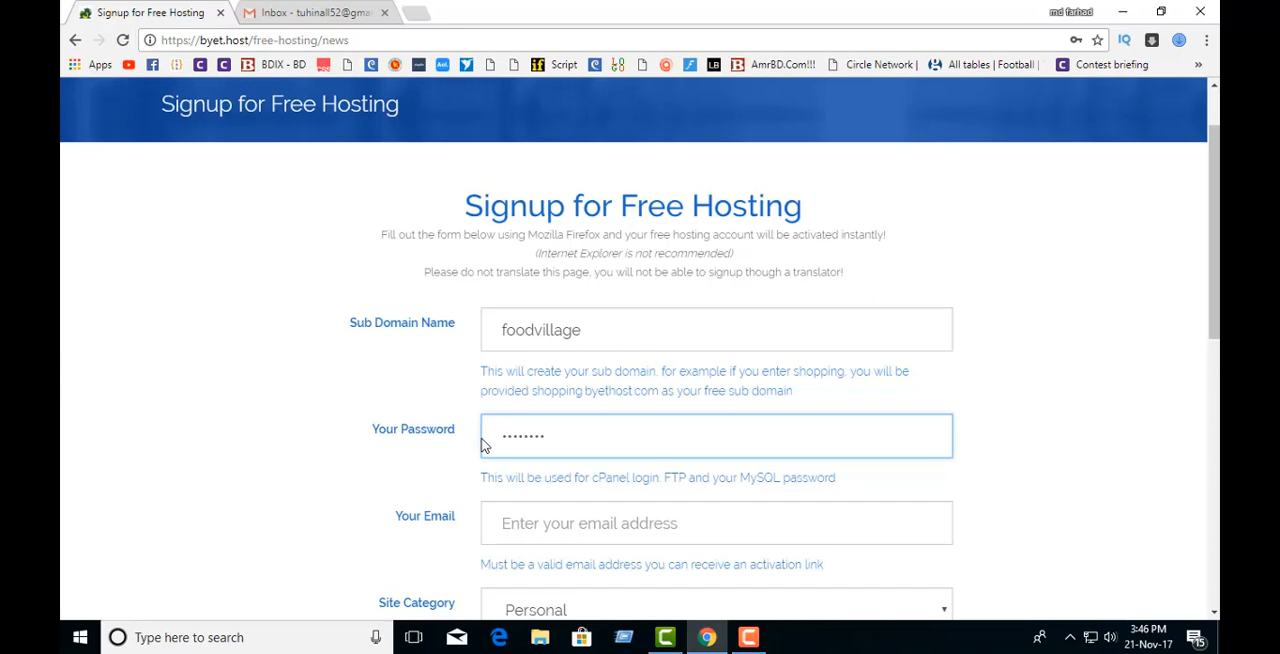 Signup for Free Hosting
Inbox - tuhinall52@gma
md farhad
https://byet.host/free-hosting/news
Apps
BDIX - BD
Script
LB
AmrBD.Com!!!
Circle Network |
All tables | Football |
Contest briefing
»
Signup for Free Hosting
Signup for Free Hosting
Fill out the form below using Mozilla Firefox and your free hosting account will be activated instantly!
(Internet Explorer is not recommended)
Please do not translate this page, you will not be able to signup though a translator!
Sub Domain Name
foodvillage
This will create your sub domain, for example if you enter shopping, you will be
provided shopping.byethost.com as your free sub domain
Your Password
••••••••
This will be used for cPanel login. FTP and your MySQL password
Your Email
Enter your email address
Must be a valid email address you can receive an activation link
Site Category
Personal
Type here to search
3:46 PM
21-Nov-17
15